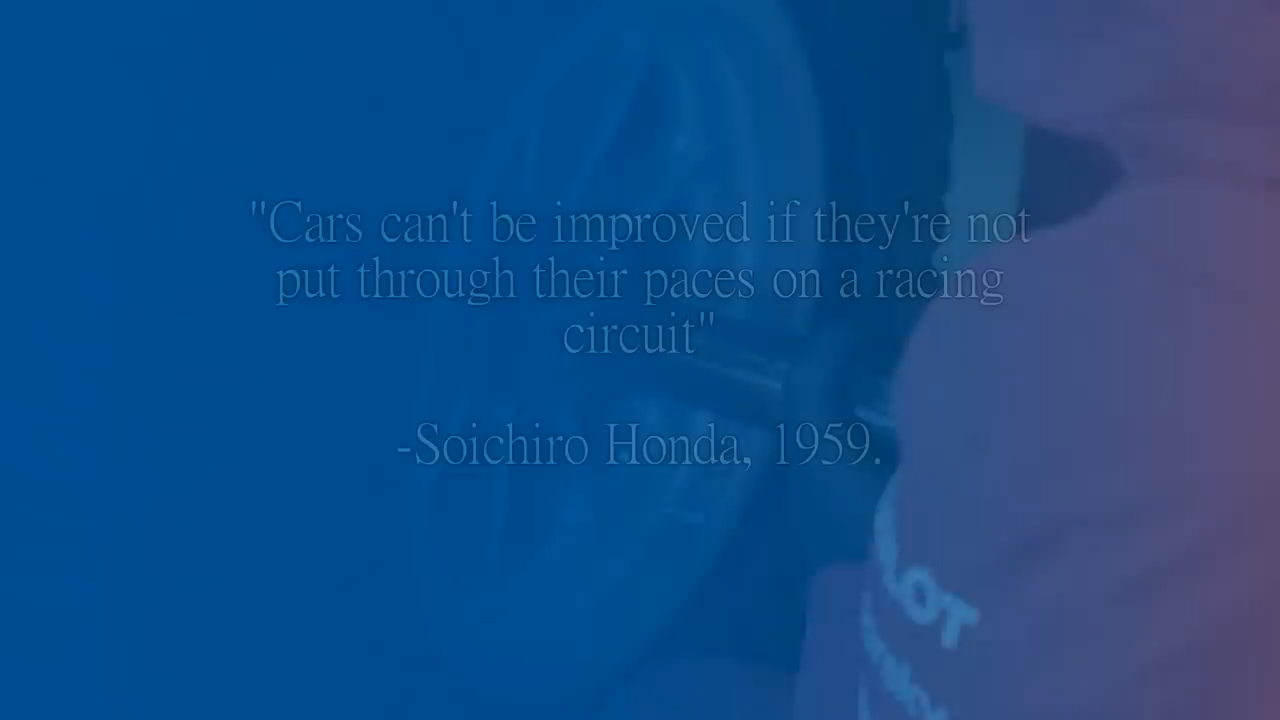 "Cars can't be improved if they're not
put through their paces on a racing
circuit"
-Soichiro Honda, 1959.